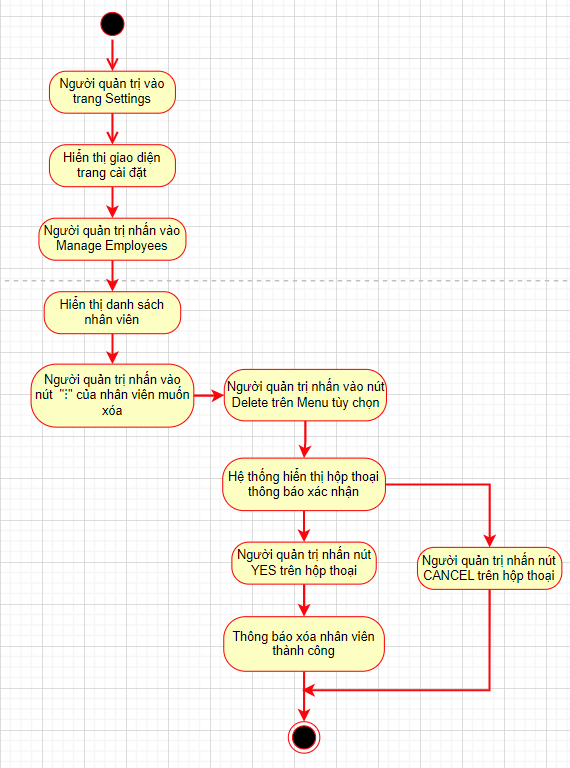 Người quản trị vào
trang Settings
Hiển thị giao diện
trang cài đặt
Người quản trị nhấn vào
Manage Employees
Hiển thị danh sách
nhân viên
Người quản trị nhấn vào
nút "⋮" của nhân viên muốn
xóa
Người quản trị nhấn vào nút
Delete trên Menu tùy chọn
Hệ thống hiển thị hộp thoại
thông báo xác nhận
Người quản trị nhấn nút
YES trên hộp thoại
Người quản trị nhấn nút
CANCEL trên hộp thoại
Thông báo xóa nhân viên
thành công